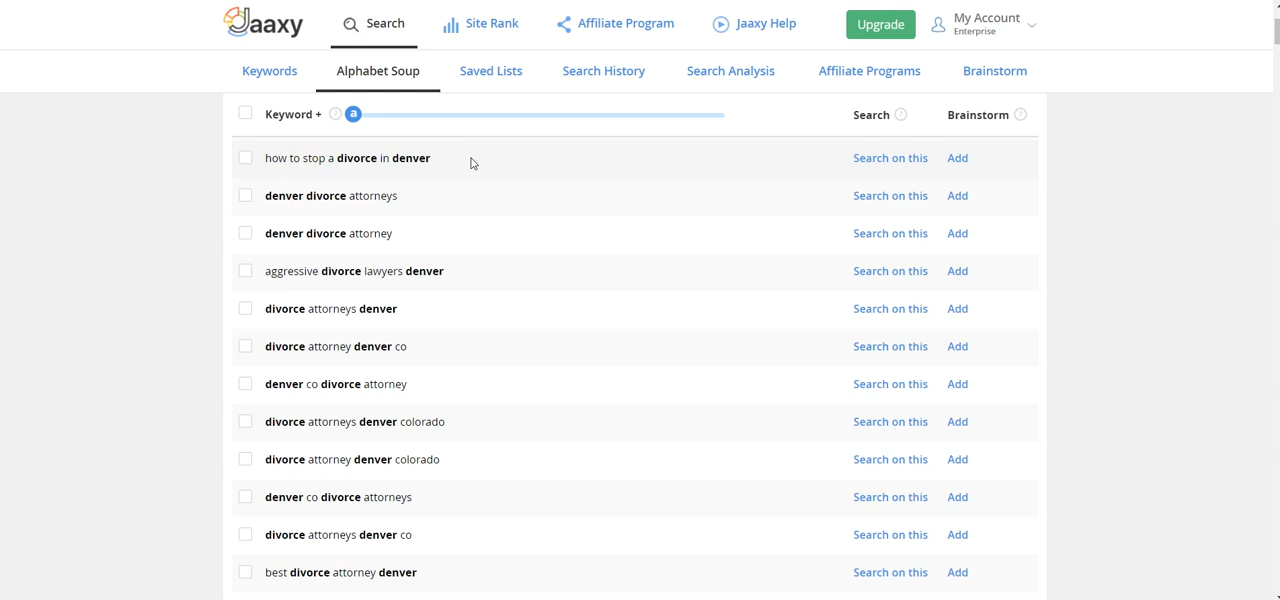 Jaaxy
Search
Site Rank
Affiliate Program
Jaaxy Help
Upgrade
My Account
Enterprise
Keywords
Alphabet Soup
Saved Lists
Search History
Search Analysis
Affiliate Programs
Brainstorm
Keyword + ? a Search ? Brainstorm ?
how to stop a divorce in denver Search on this Add
denver divorce attorneys Search on this Add
denver divorce attorney Search on this Add
aggressive divorce lawyers denver Search on this Add
divorce attorneys denver Search on this Add
divorce attorney denver co Search on this Add
denver co divorce attorney Search on this Add
divorce attorneys denver colorado Search on this Add
divorce attorney denver colorado Search on this Add
denver co divorce attorneys Search on this Add
divorce attorneys denver co Search on this Add
best divorce attorney denver Search on this Add